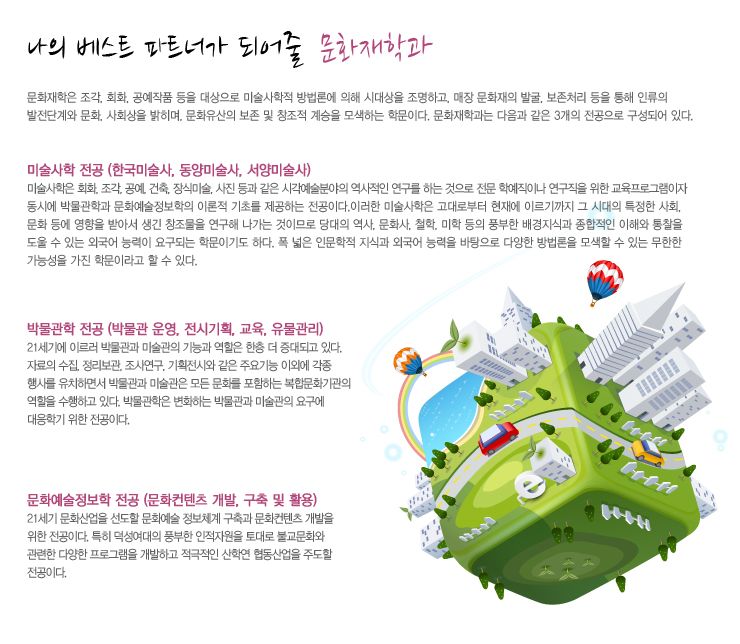 나의 베스트 파트너가 되어줄 문화재학과
문화재학은 조각, 회화, 공예작품 등을 대상으로 미술사학적 방법론에 의해 시대상을 조명하고, 매장 문화재의 발굴, 보존처리 등을 통해 인류의
발전단계와 문화, 사회상을 밝히며, 문화유산의 보존 및 창조적 계승을 모색하는 학문이다. 문화재학과는 다음과 같은 3개의 전공으로 구성되어 있다.
미술사학 전공 (한국미술사, 동양미술사, 서양미술사)
미술사학은 회화, 조각, 공예, 건축, 장식미술, 사진 등과 같은 시각예술분야의 역사적인 연구를 하는 것으로 전문 학예직이나 연구직을 위한 교육프로그램이자
동시에 박물관학과 문화예술정보학의 이론적 기초를 제공하는 전공이다.이러한 미술사학은 고대로부터 현재에 이르기까지 그 시대의 특정한 사회,
문화 등에 영향을 받아서 생긴 창조물을 연구해 나가는 것이므로 당대의 역사, 문화사, 철학, 미학 등의 풍부한 배경지식과 종합적인 이해와 통찰을
도울 수 있는 외국어 능력이 요구되는 학문이기도 하다. 폭 넓은 인문학적 지식과 외국어 능력을 바탕으로 다양한 방법론을 모색할 수 있는 무한한
가능성을 가진 학문이라고 할 수 있다.
박물관학 전공 (박물관 운영, 전시기획, 교육, 유물관리)
21세기에 이르러 박물관과 미술관의 기능과 역할은 한층 더 증대되고 있다.
자료의 수집, 정리보관, 조사연구, 기획전시와 같은 주요기능 이외에 각종
행사를 유치하면서 박물관과 미술관은 모든 문화를 포함하는 복합문화기관의
역할을 수행하고 있다. 박물관학은 변화하는 박물관과 미술관의 요구에
대응학기 위한 전공이다.
문화예술정보학 전공 (문화컨텐츠 개발, 구축 및 활용)
21세기 문화산업을 선도할 문화예술 정보체계 구축과 문화컨텐츠 개발을
위한 전공이다. 특히 덕성여대의 풍부한 인적자원을 토대로 불교문화와
관련한 다양한 프로그램을 개발하고 적극적인 산학연 협동산업을 주도할
전공이다.
e